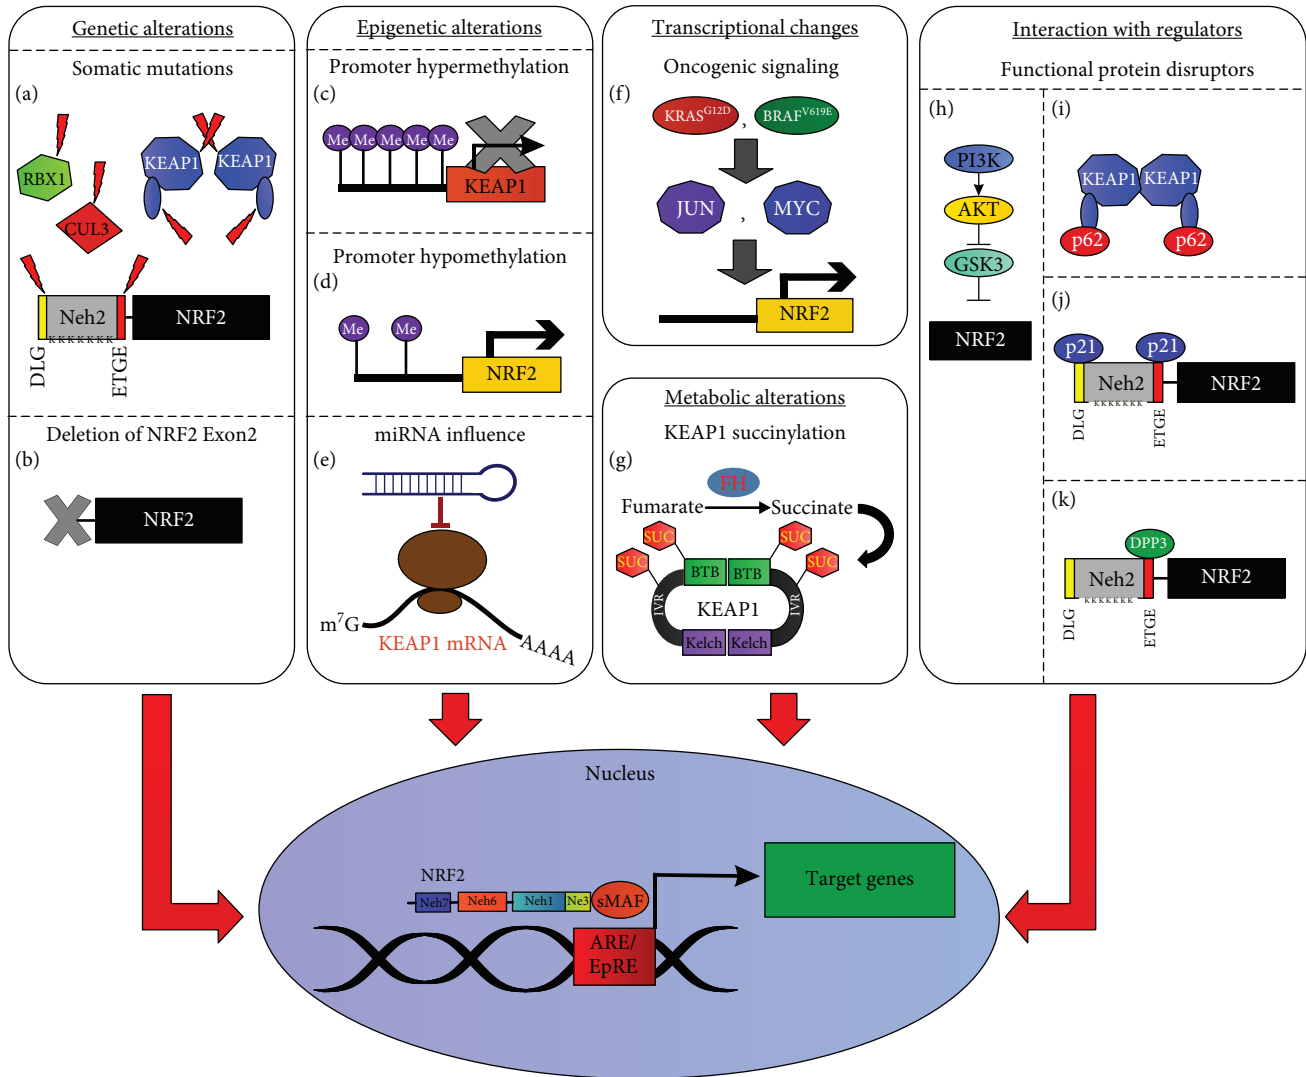 Genetic alterations
Somatic mutations
(a)
RBX1
KEAP1
KEAP1
CUL3
Neh2
KKKKKKK
NRF2
DLG
ETGE
Deletion of NRF2 Exon2
(b)
NRF2
Epigenetic alterations
Promoter hypermethylation
(c)
Me
Me
Me
Me
Me
KEAP1
Promoter hypomethylation
(d)
Me
Me
NRF2
miRNA influence
(e)
m⁷G
KEAP1 mRNA
AAAA
Transcriptional changes
Oncogenic signaling
(f)
KRASᴳ¹²ᴰ , BRAF^V619E
JUN , MYC
NRF2
Metabolic alterations
KEAP1 succinylation
(g)
FH
Fumarate
Succinate
SUC
SUC
SUC
SUC
BTB
BTB
IVR
KEAP1
IVR
Kelch
Kelch
Interaction with regulators
Functional protein disruptors
(h)
PI3K
AKT
GSK3
NRF2
(i)
KEAP1
KEAP1
p62
p62
(j)
p21
p21
Neh2
KKKKKKK
NRF2
DLG
ETGE
(k)
DPP3
Neh2
KKKKKKK
NRF2
DLG
ETGE
Nucleus
NRF2
Neh7
Neh6
Neh1
Ne3
sMAF
ARE/
EpRE
Target genes